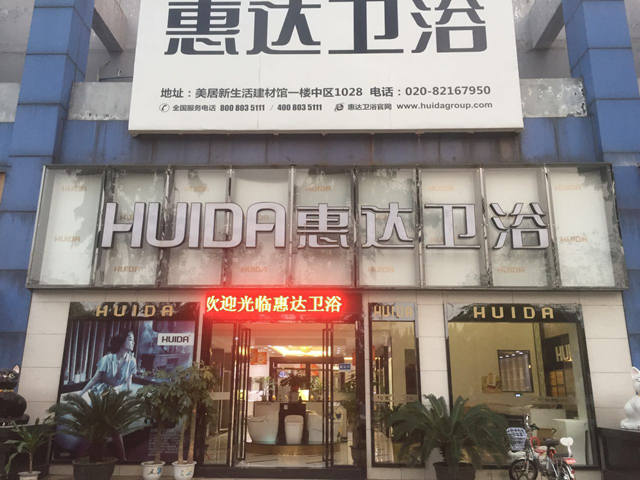 惠达卫浴
地址：美居新生活建材馆一楼中区1028 电话：020-82167950
全国服务电话 800 803 5111 / 400 803 5111 惠达卫浴官网 www.huidagroup.com
HUIDA惠达卫浴
欢迎光临惠达卫浴
HUIDA
HUIDA
HUIDA